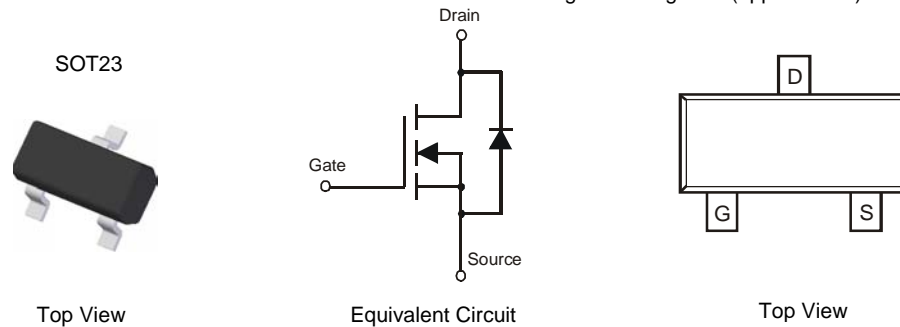 Drain
SOT23
D
Gate
G
S
Source
Top View
Equivalent Circuit
Top View